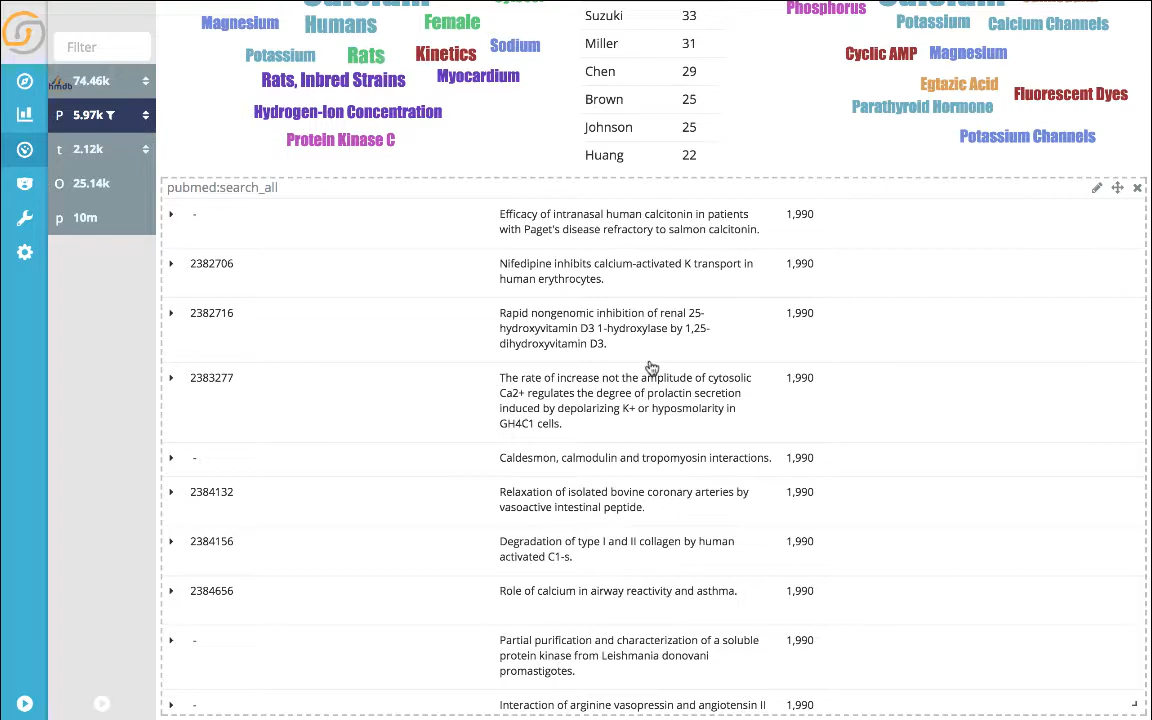 Filter
hmdb
74.46k
P 5.97k
t 2.12k
O 25.14k
p 10m
Magnesium
Humans
Female
Potassium
Rats
Kinetics
Sodium
Rats, Inbred Strains
Myocardium
Hydrogen-Ion Concentration
Protein Kinase C
Suzuki 33
Miller 31
Chen 29
Brown 25
Johnson 25
Huang 22
Phosphorus
Potassium
Calcium Channels
Cyclic AMP
Magnesium
Egtazic Acid
Fluorescent Dyes
Parathyroid Hormone
Potassium Channels
pubmed:search_all
- Efficacy of intranasal human calcitonin in patients 1,990
with Paget's disease refractory to salmon calcitonin.
2382706 Nifedipine inhibits calcium-activated K transport in 1,990
human erythrocytes.
2382716 Rapid nongenomic inhibition of renal 25- 1,990
hydroxyvitamin D3 1-hydroxylase by 1,25-
dihydroxyvitamin D3.
2383277 The rate of increase not the amplitude of cytosolic 1,990
Ca2+ regulates the degree of prolactin secretion
induced by depolarizing K+ or hyposmolarity in
GH4C1 cells.
- Caldesmon, calmodulin and tropomyosin interactions. 1,990
2384132 Relaxation of isolated bovine coronary arteries by 1,990
vasoactive intestinal peptide.
2384156 Degradation of type I and II collagen by human 1,990
activated C1-s.
2384656 Role of calcium in airway reactivity and asthma. 1,990
- Partial purification and characterization of a soluble 1,990
protein kinase from Leishmania donovani
promastigotes.
- Interaction of arginine vasopressin and angiotensin II 1,990